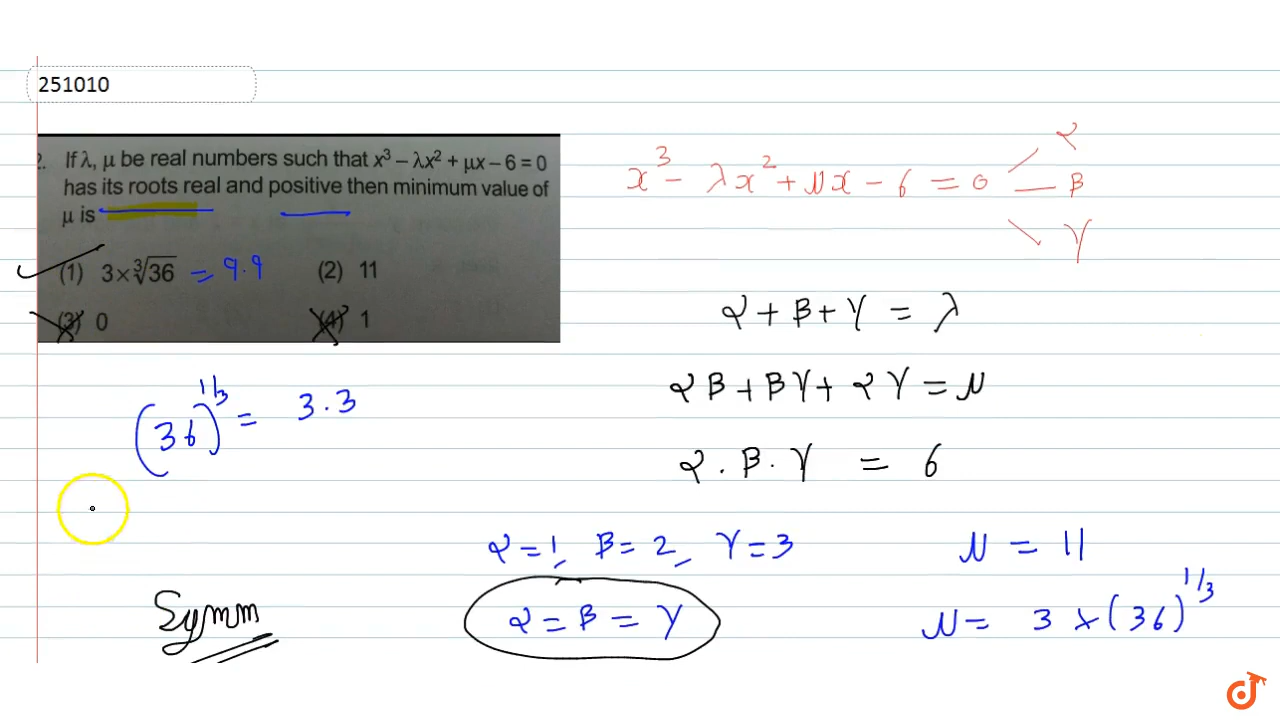 251010
2. If λ, μ be real numbers such that x³ – λx² + μx – 6 = 0
has its roots real and positive then minimum value of
μ is
(1) 3×∛36 = 9.9 (2) 11
(3) 0 (4) 1
(36)^1/3 = 3.3
Symm
x³ - λx² + μx - 6 = 0
α
β
γ
α + β + γ = λ
αβ + βγ + αγ = μ
α . β . γ = 6
α = 1, β = 2, γ = 3 μ = 11
α = β = γ μ = 3 × (36)^1/3